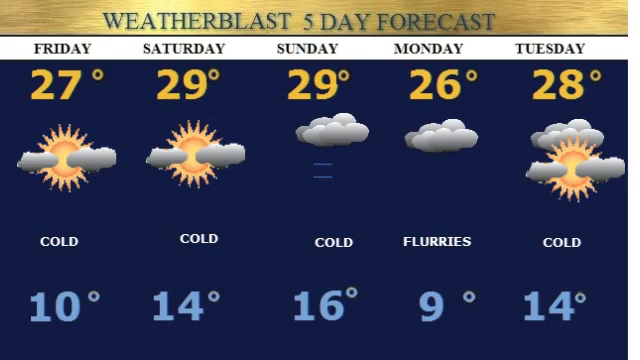 WEATHERBLAST 5 DAY FORECAST
FRIDAY SATURDAY SUNDAY MONDAY TUESDAY
27° 29° 29° 26° 28°
COLD COLD COLD FLURRIES COLD
10° 14° 16° 9° 14°